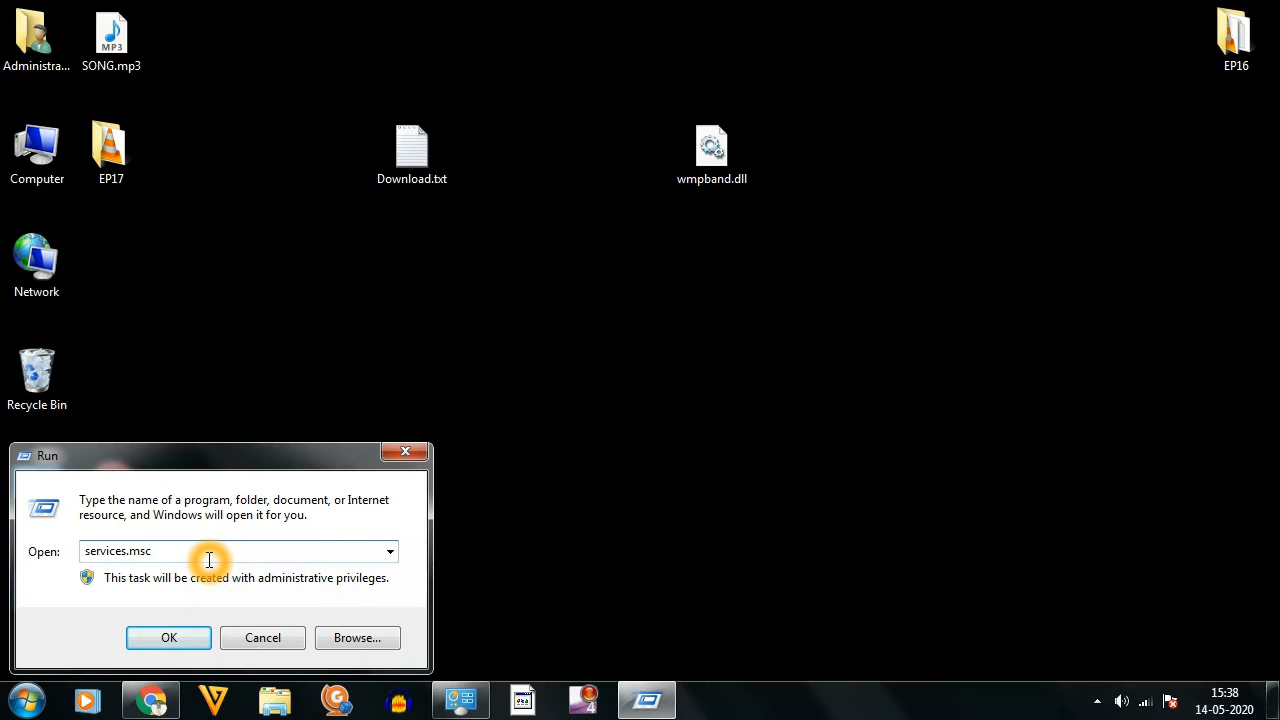 Administra...
MP3
SONG.mp3
EP16
Computer
EP17
Download.txt
wmpband.dll
Network
Recycle Bin
Run
Type the name of a program, folder, document, or Internet
resource, and Windows will open it for you.
Open: services.msc
This task will be created with administrative privileges.
OK Cancel Browse...
4
15:38
14-05-2020